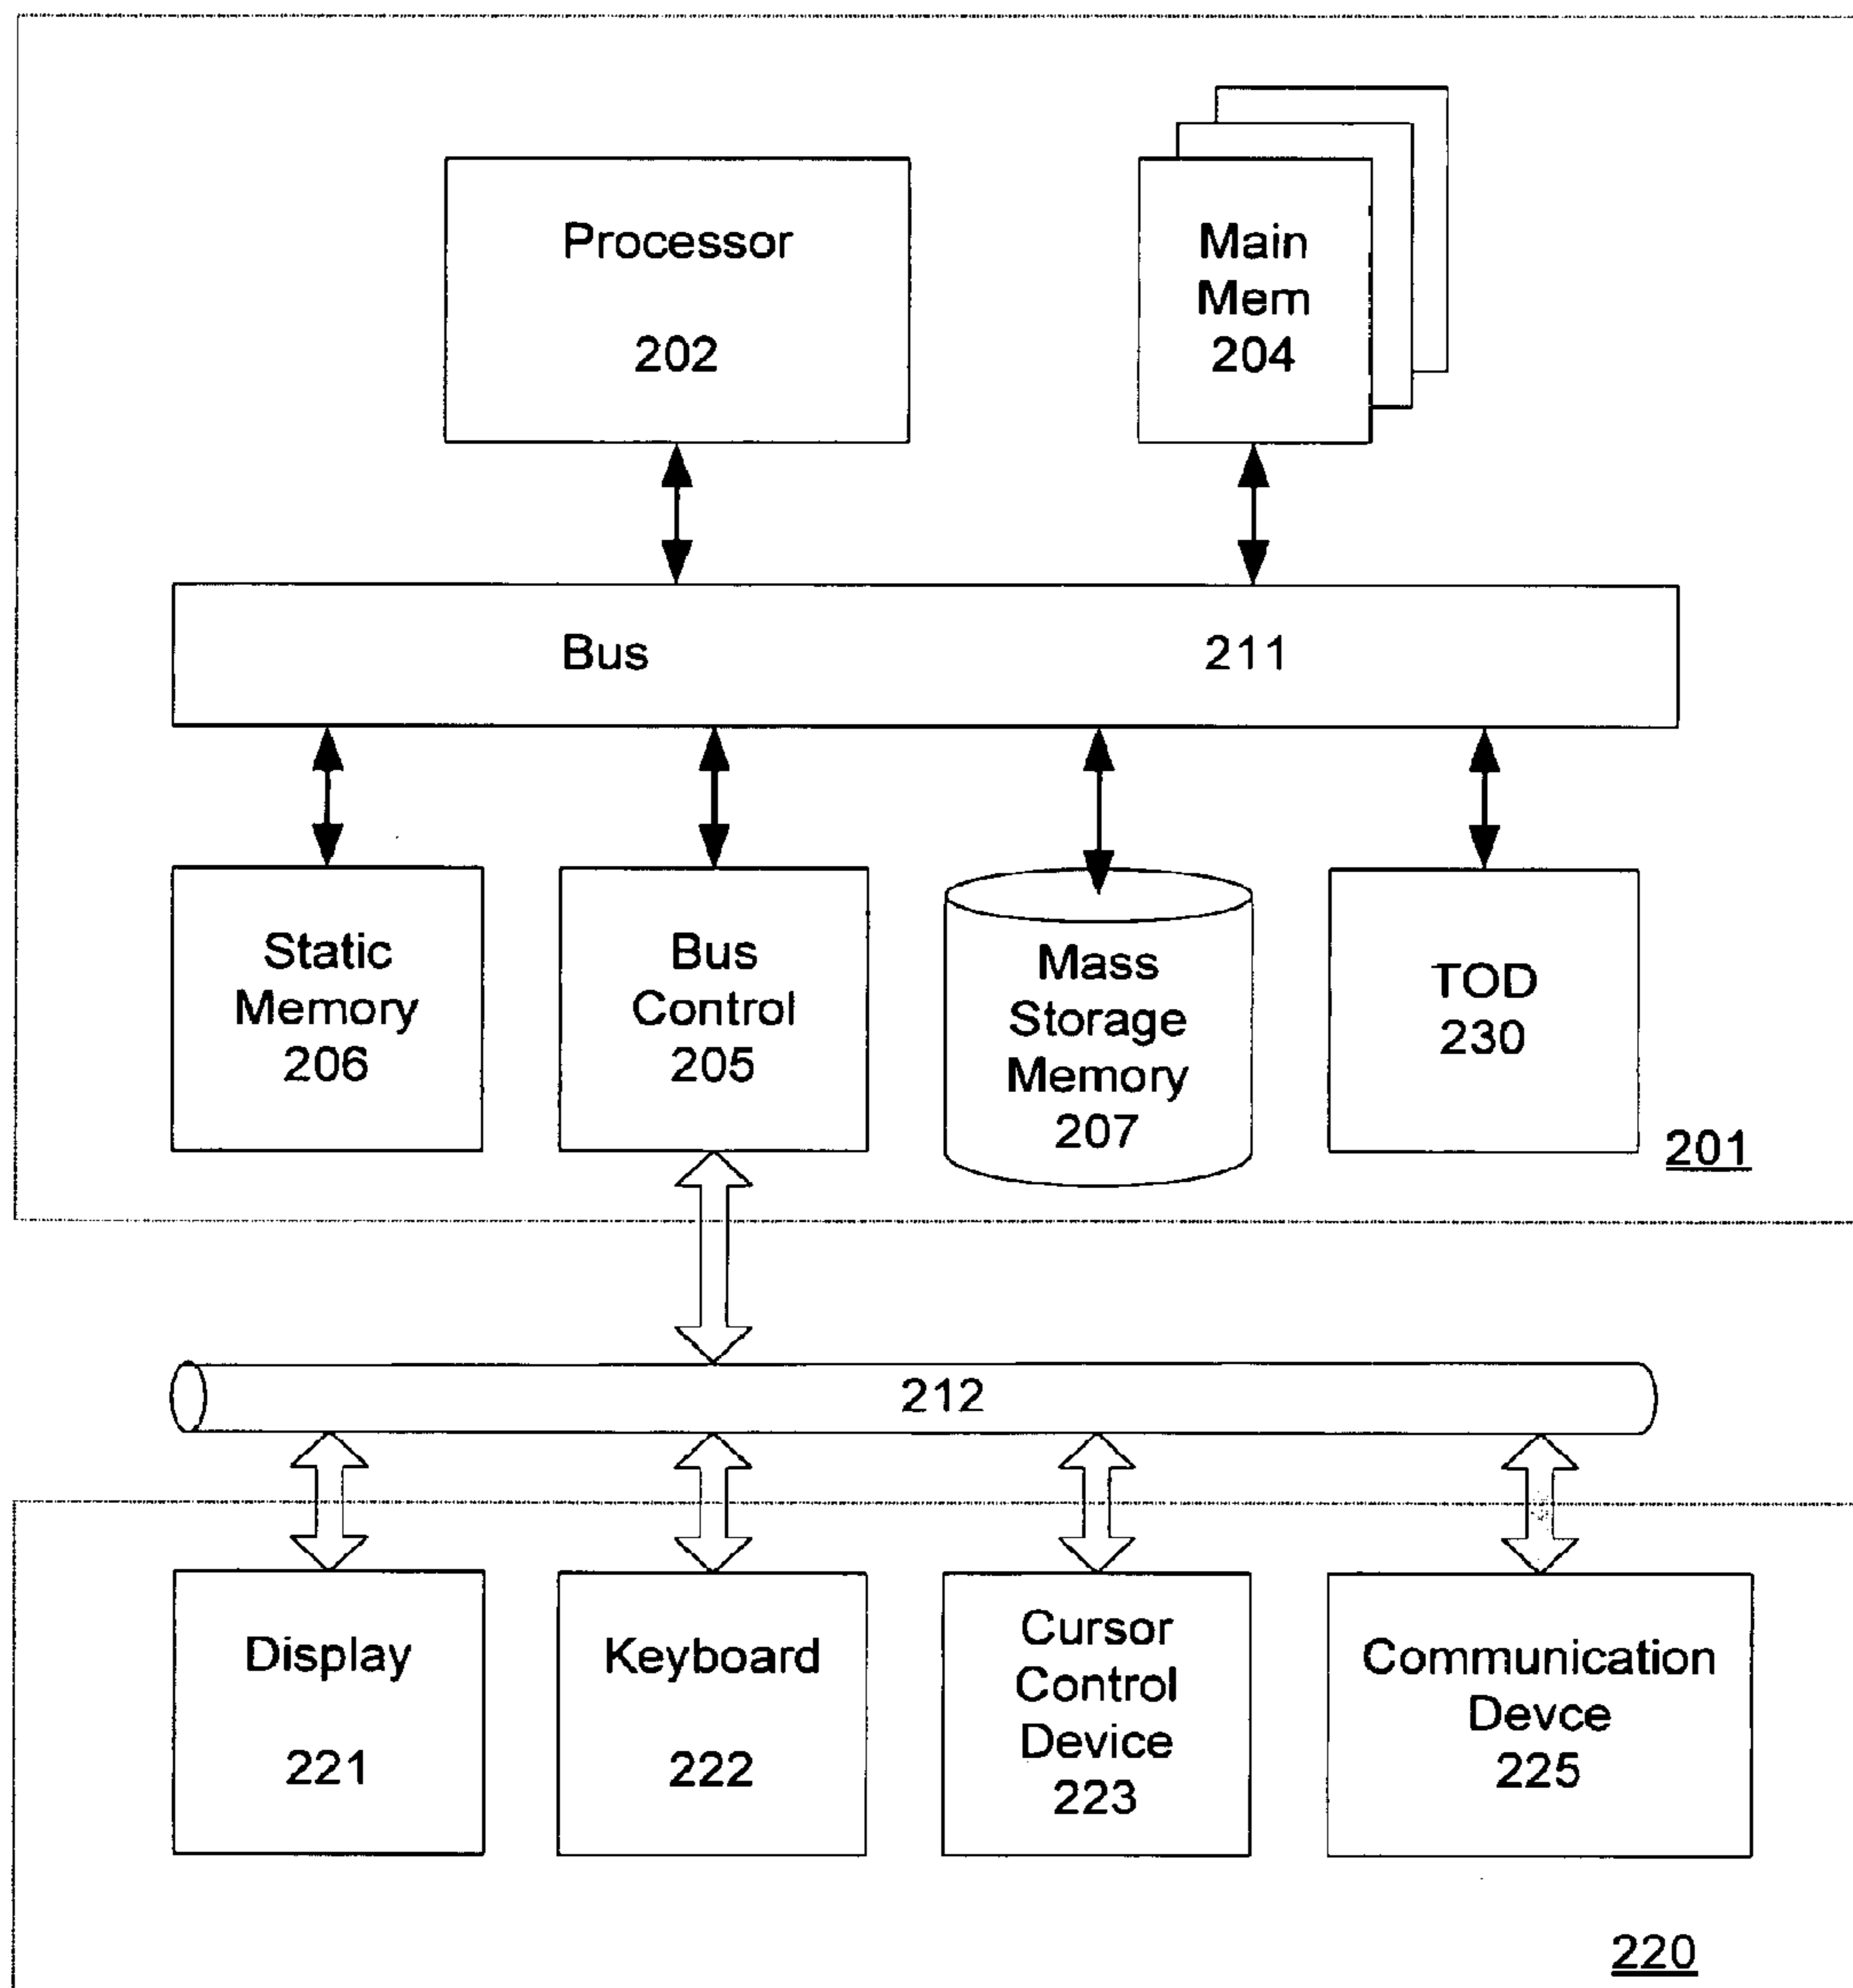 Processor
202
Main
Mem
204
Bus 211
Static
Memory
206
Bus
Control
205
Mass
Storage
Memory
207
TOD
230
201
212
Display
221
Keyboard
222
Cursor
Control
Device
223
Communication
Devce
225
220